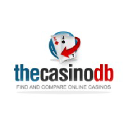 thecasinodb
FIND AND COMPARE ONLINE CASINOS